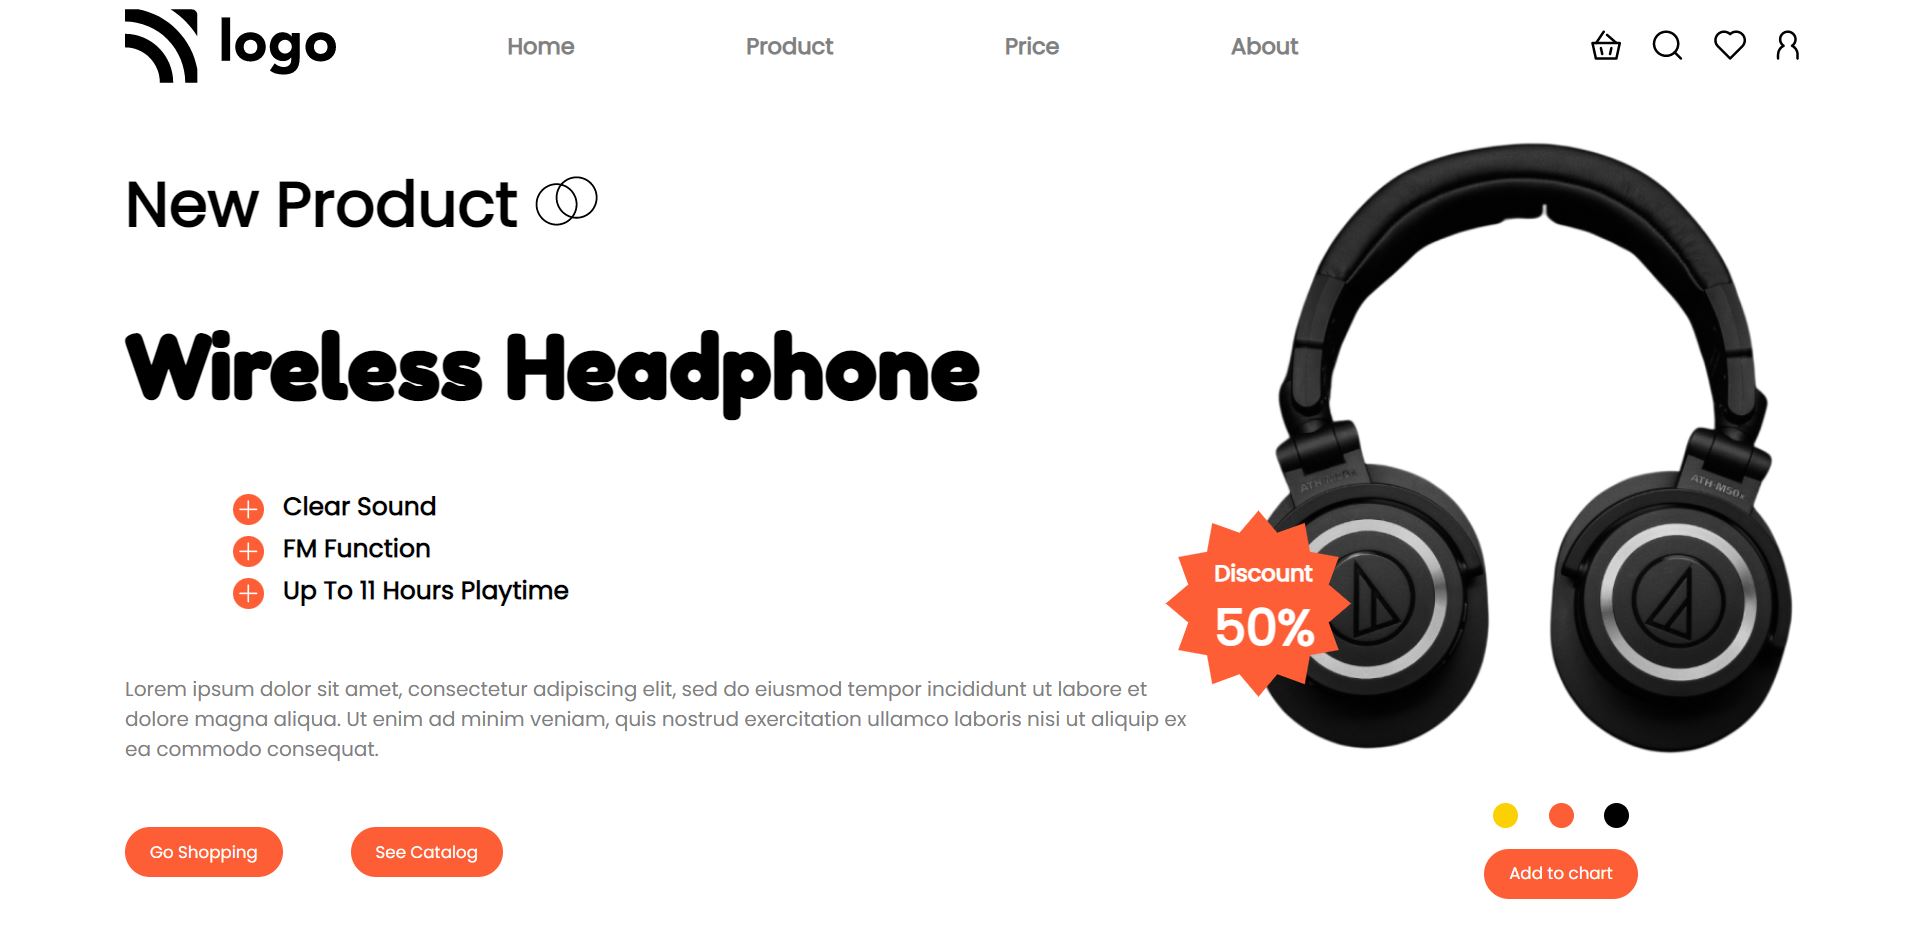 logo
Home
Product
Price
About
New Product
Wireless Headphone
Clear Sound
FM Function
Up To 11 Hours Playtime
Lorem ipsum dolor sit amet, consectetur adipiscing elit, sed do eiusmod tempor incididunt ut labore et
dolore magna aliqua. Ut enim ad minim veniam, quis nostrud exercitation ullamco laboris nisi ut aliquip ex
ea commodo consequat.
Go Shopping
See Catalog
ATH-M50x
ATH-M50x
Discount
50%
Add to chart